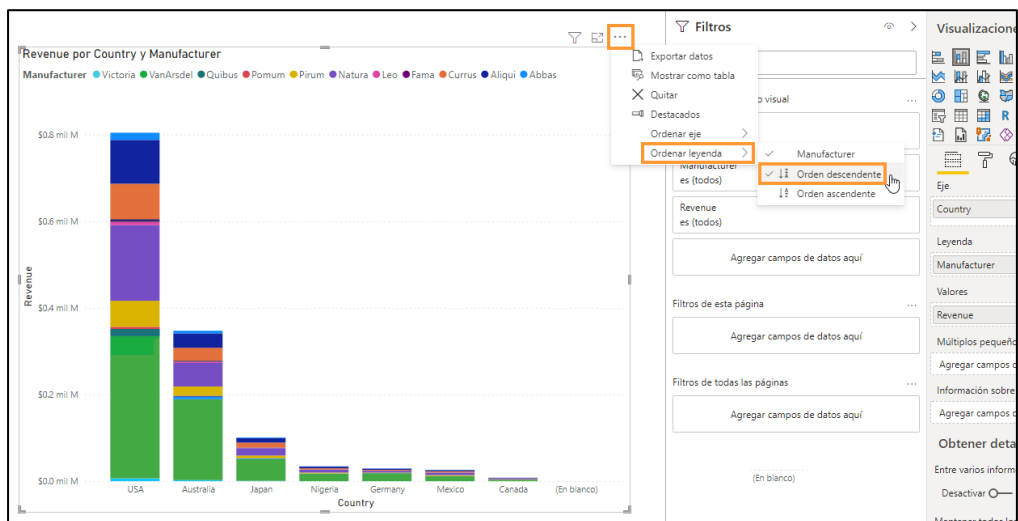 Revenue por Country y Manufacturer
Manufacturer Victoria VanArsdel Quibus Pomum Pirum Natura Leo Fama Currus Aliqui Abbas
$0.8 mil M
$0.6 mil M
$0.4 mil M
$0.2 mil M
$0.0 mil M
Revenue
USA Australia Japan Nigeria Germany Mexico Canada (En blanco)
Country
Exportar datos
Mostrar como tabla
Quitar
Destacados
Ordenar eje
Ordenar leyenda
Manufacturer
Orden descendente
Orden ascendente
Filtros
o visual
Manufacturer
es (todos)
Revenue
es (todos)
Agregar campos de datos aquí
Filtros de esta página
Agregar campos de datos aquí
Filtros de todas las páginas
Agregar campos de datos aquí
(En blanco)
Visualizacione
R
Eje
Country
Leyenda
Manufacturer
Valores
Revenue
Múltiplos pequeño
Agregar campos d
Información sobre
Agregar campos d
Obtener deta
Entre varios inform
Desactivar